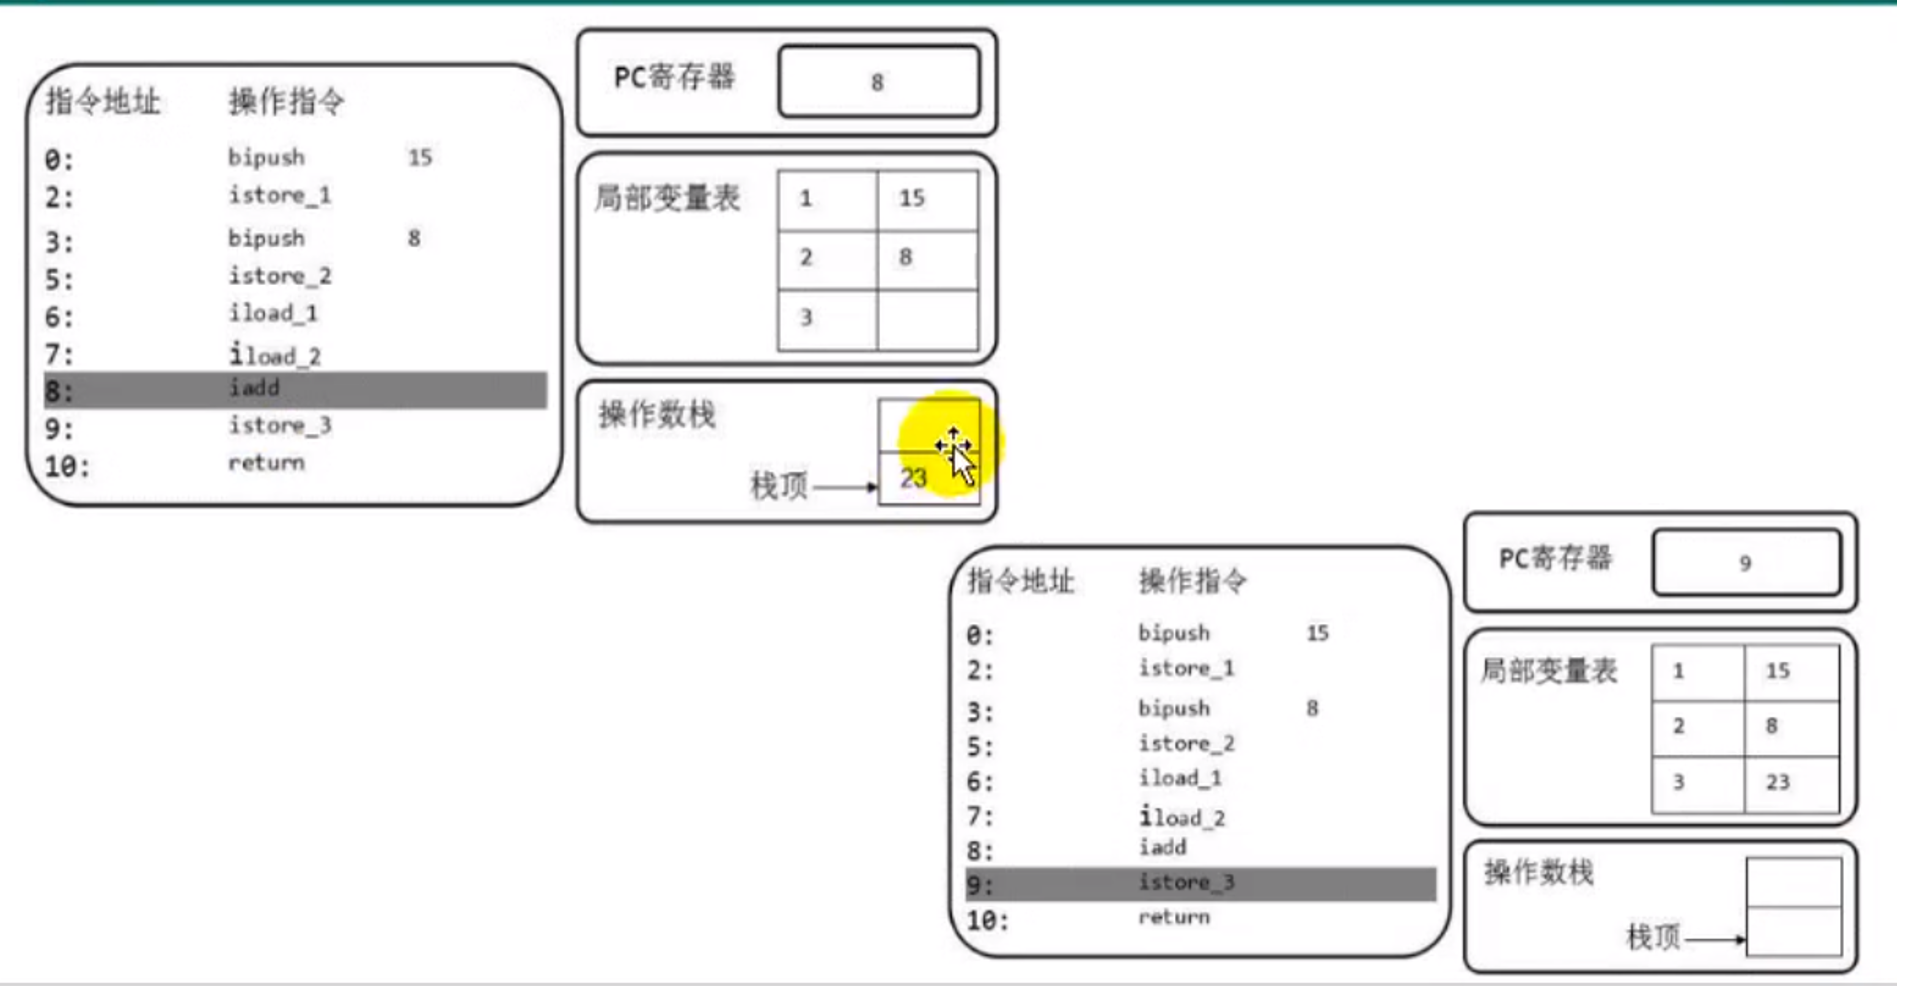 指令地址 操作指令
0: bipush 15
2: istore_1
3: bipush 8
5: istore_2
6: iload_1
7: iload_2
8: iadd
9: istore_3
10: return
PC寄存器 8
局部变量表 1 15
2 8
3
操作数栈
栈顶 23
指令地址 操作指令
0: bipush 15
2: istore_1
3: bipush 8
5: istore_2
6: iload_1
7: iload_2
8: iadd
9: istore_3
10: return
PC寄存器 9
局部变量表 1 15
2 8
3 23
操作数栈
栈顶